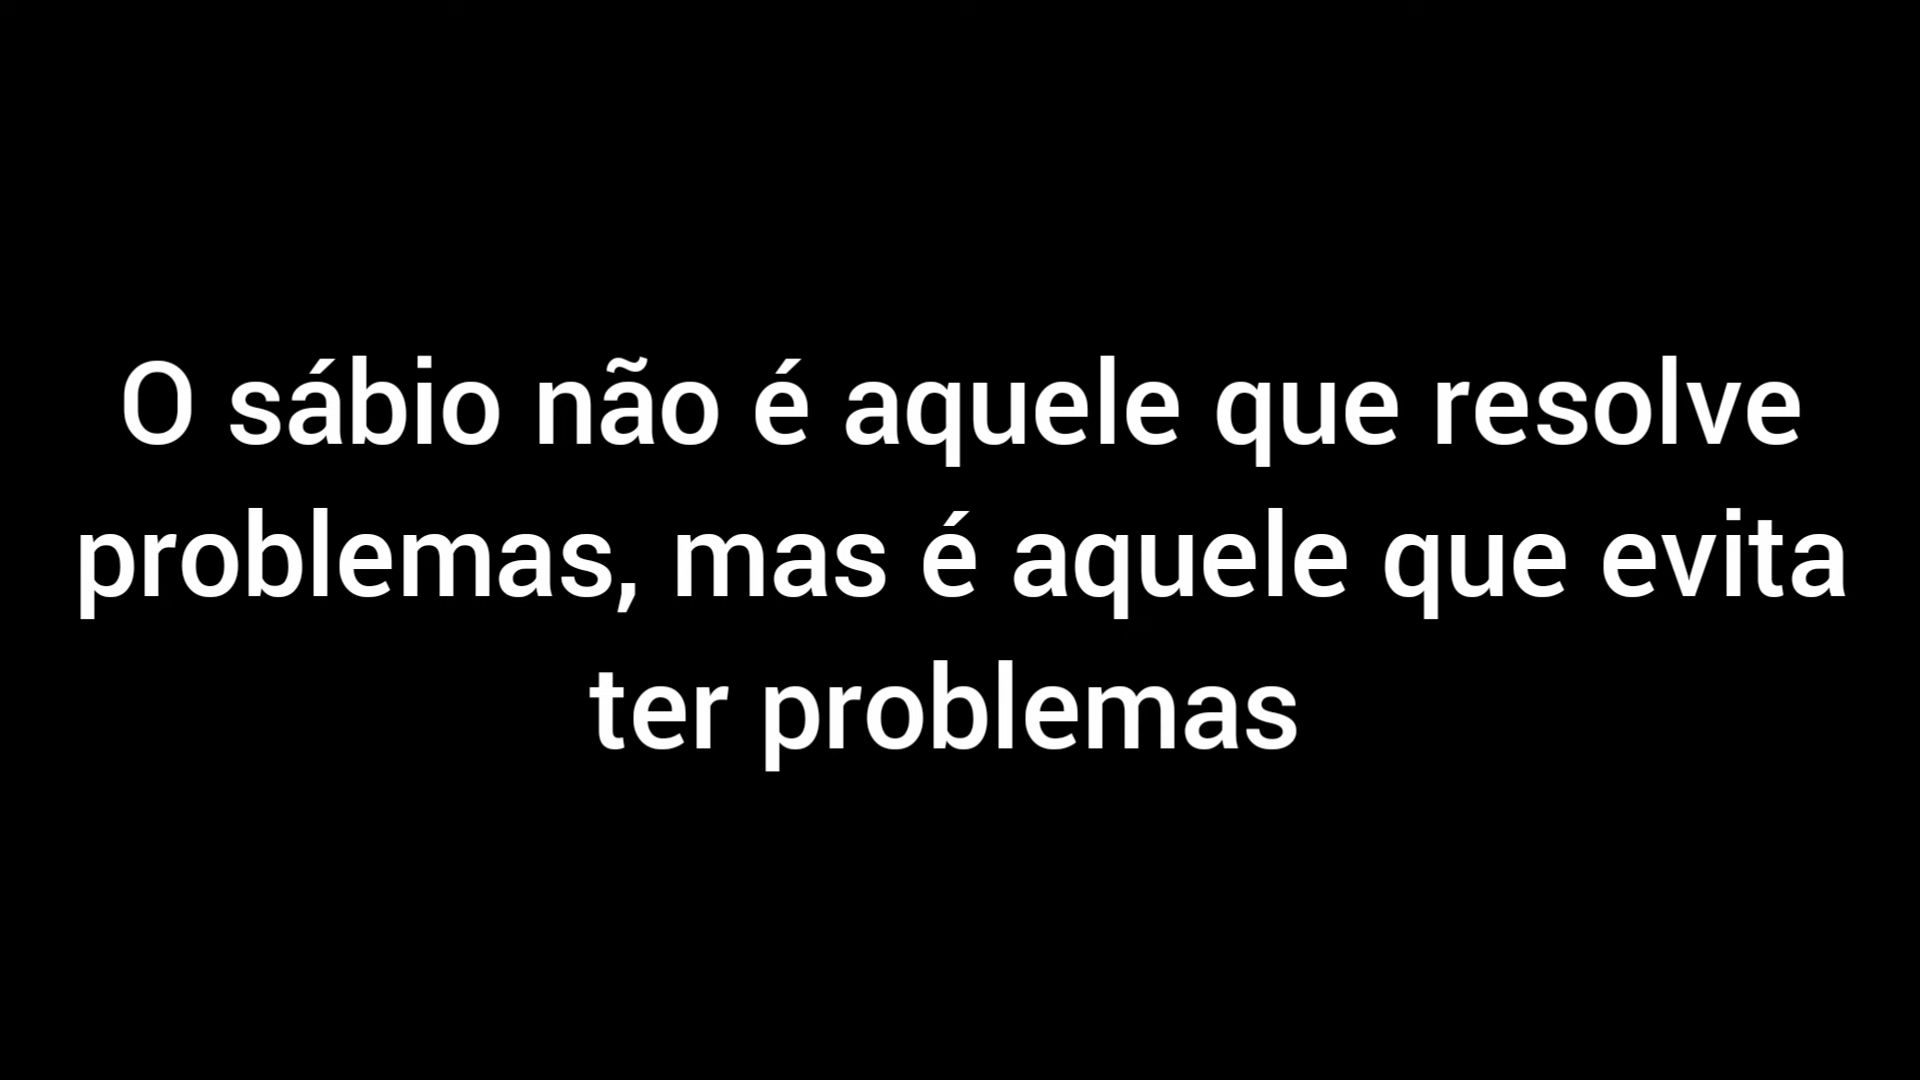 O sábio não é aquele que resolve
problemas, mas é aquele que evita
ter problemas